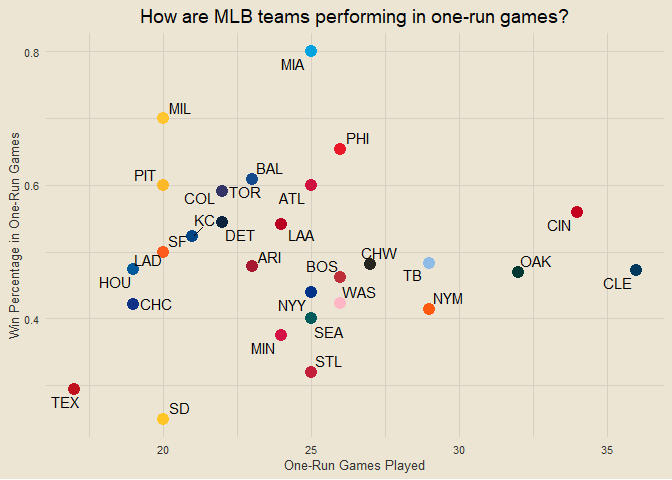 How are MLB teams performing in one-run games?
0.8
MIA
MIL
PHI
BAL
PIT
0.6
COL
TOR
ATL
KC
CIN
SF
DET
LAA
LAD
ARI
CHW
OAK
BOS
TB
HOU
CLE
WAS
NYM
CHC
NYY
0.4
SEA
MIN
STL
TEX
SD
Win Percentage in One-Run Games
20
25
30
35
One-Run Games Played